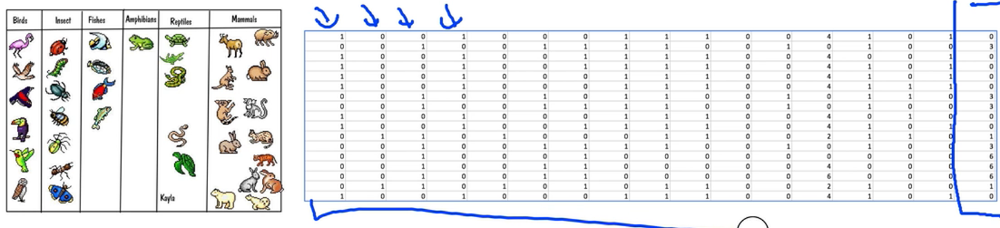 Birds Insect Fishes Amphibians Reptiles Mammals
Kayla
1 0 0 1 0 0 0 1 1 1 0 0 4 1 0 1 0
0 0 1 0 0 1 1 1 1 0 0 1 0 1 0 0 3
1 0 0 1 0 0 1 1 1 1 0 0 4 0 0 1 0
1 0 0 1 0 0 1 1 1 1 0 0 4 1 0 1 0
1 0 0 1 0 0 0 1 1 1 0 0 4 1 0 1 0
1 0 0 1 0 0 0 1 1 1 0 0 4 1 1 1 0
0 0 1 0 0 1 0 1 1 0 0 1 0 1 1 0 3
0 0 1 0 0 1 1 1 1 0 0 1 0 1 1 0 3
1 0 0 1 0 0 0 1 1 1 0 0 4 0 1 0 0
1 0 0 1 0 0 1 1 1 1 0 0 4 1 0 1 0
0 1 1 0 1 0 0 0 1 1 0 0 2 1 1 0 1
0 0 1 0 0 1 1 1 1 0 0 1 0 1 0 0 3
0 0 1 0 0 0 1 0 0 0 0 0 0 0 0 0 6
0 0 1 0 0 1 1 0 0 0 0 0 4 0 0 0 6
0 0 1 0 0 1 1 0 0 0 0 0 6 0 0 0 6
0 1 1 0 1 0 0 0 1 1 0 0 2 1 0 0 1
1 0 0 1 0 0 0 1 1 1 0 0 4 1 0 1 0